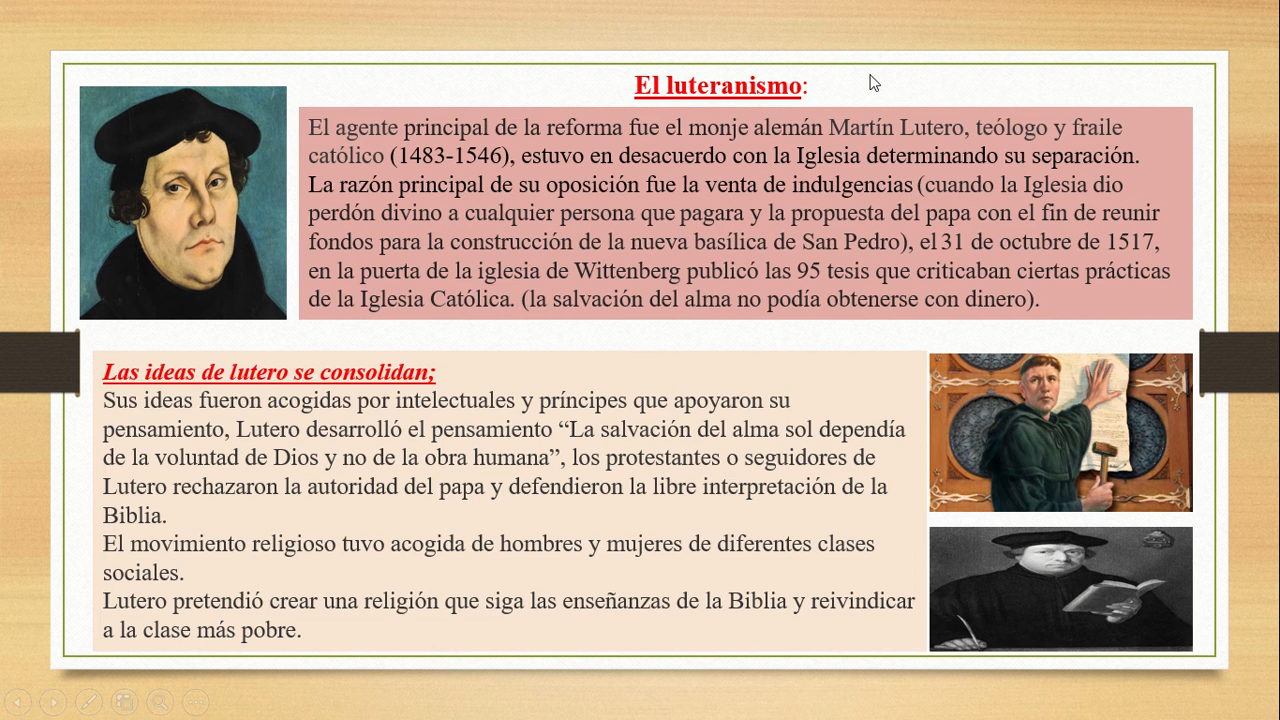 El luteranismo:
El agente principal de la reforma fue el monje alemán Martín Lutero, teólogo y fraile
católico (1483-1546), estuvo en desacuerdo con la Iglesia determinando su separación.
La razón principal de su oposición fue la venta de indulgencias (cuando la Iglesia dio
perdón divino a cualquier persona que pagara y la propuesta del papa con el fin de reunir
fondos para la construcción de la nueva basílica de San Pedro), el 31 de octubre de 1517,
en la puerta de la iglesia de Wittenberg publicó las 95 tesis que criticaban ciertas prácticas
de la Iglesia Católica. (la salvación del alma no podía obtenerse con dinero).
Las ideas de lutero se consolidan;
Sus ideas fueron acogidas por intelectuales y príncipes que apoyaron su
pensamiento, Lutero desarrolló el pensamiento “La salvación del alma sol dependía
de la voluntad de Dios y no de la obra humana”, los protestantes o seguidores de
Lutero rechazaron la autoridad del papa y defendieron la libre interpretación de la
Biblia.
El movimiento religioso tuvo acogida de hombres y mujeres de diferentes clases
sociales.
Lutero pretendió crear una religión que siga las enseñanzas de la Biblia y reivindicar
a la clase más pobre.